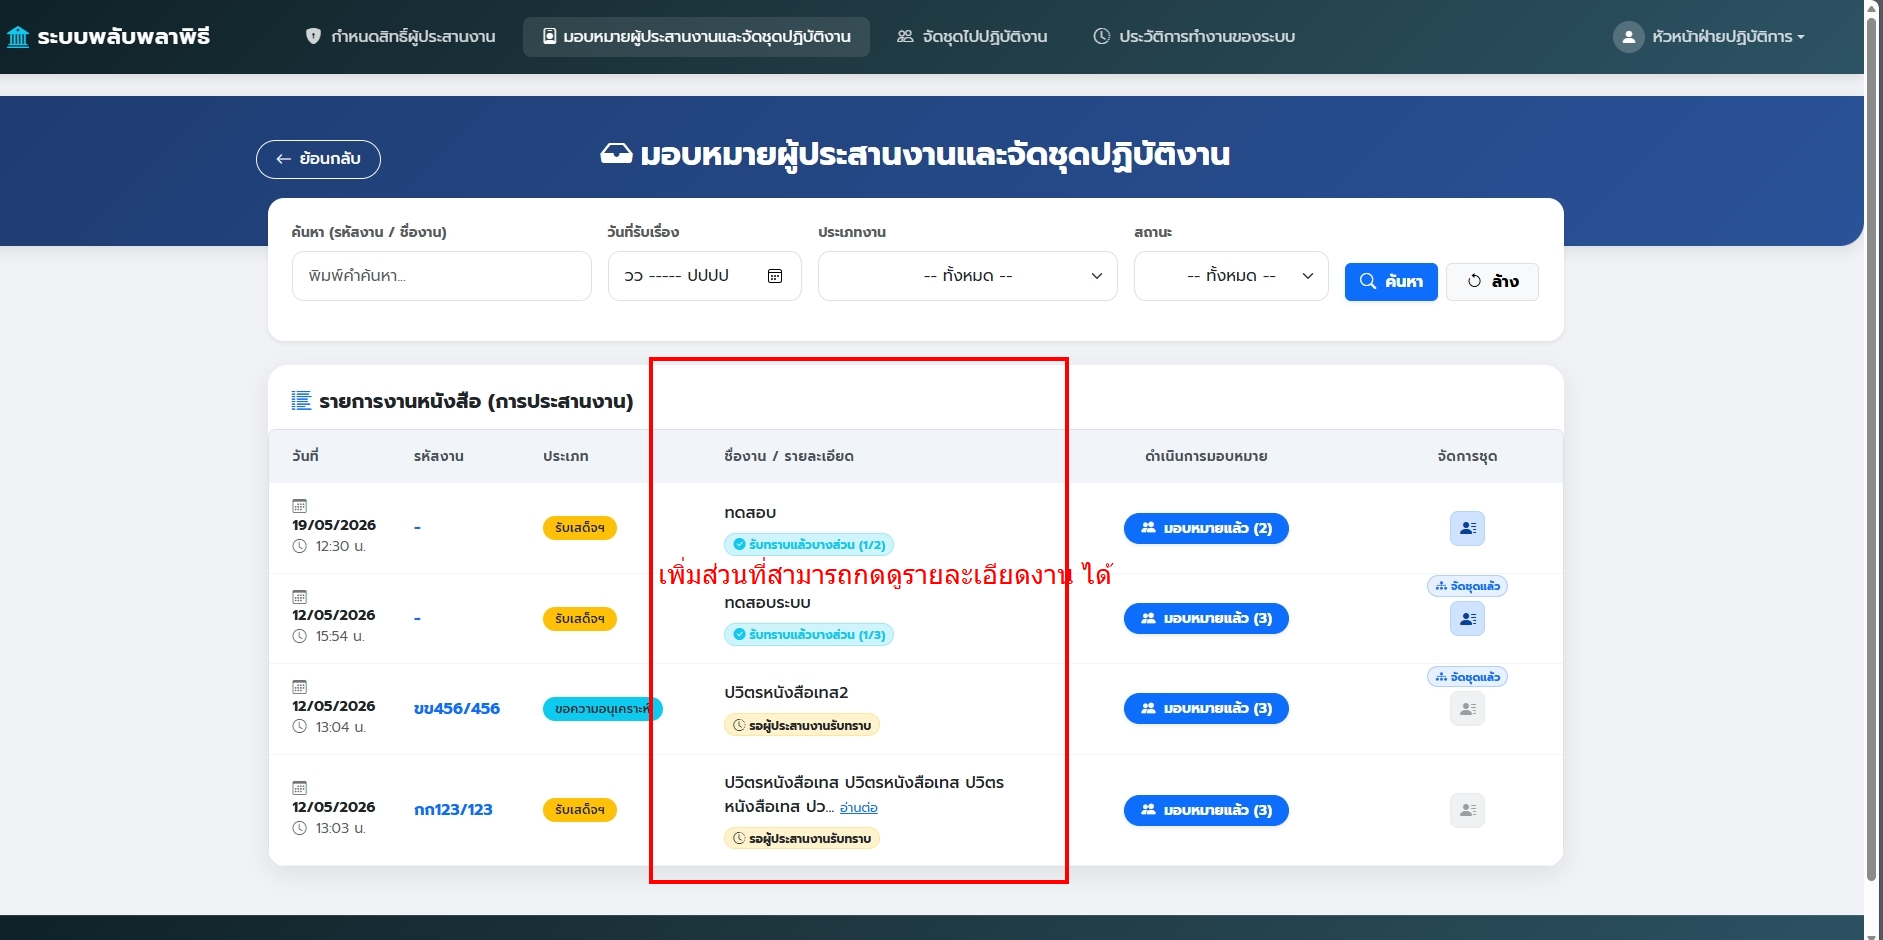 ระบบพลับพลาพิธี
กำหนดสิทธิ์ผู้ประสานงาน
มอบหมายผู้ประสานงานและจัดชุดปฏิบัติงาน
จัดชุดไปปฏิบัติงาน
ประวัติการทำงานของระบบ
หัวหน้าฝ่ายปฏิบัติการ
ย้อนกลับ
มอบหมายผู้ประสานงานและจัดชุดปฏิบัติงาน
ค้นหา (รหัสงาน / ชื่องาน)
วันที่รับเรื่อง
ประเภทงาน
สถานะ
พิมพ์คำค้นหา...
วว ----- ปปปป
-- ทั้งหมด --
-- ทั้งหมด --
ค้นหา
ล้าง
รายการงานหนังสือ (การประสานงาน)
วันที่
รหัสงาน
ประเภท
ชื่องาน / รายละเอียด
ดำเนินการมอบหมาย
จัดการชุด
19/05/2026
12:30 น.
-
รับเสด็จฯ
ทดสอบ
รับทราบแล้วบางส่วน (1/2)
มอบหมายแล้ว (2)
เพิ่มส่วนที่สามารถกดดูรายละเอียดงาน ได้
12/05/2026
15:54 น.
-
รับเสด็จฯ
ทดสอบระบบ
รับทราบแล้วบางส่วน (1/3)
มอบหมายแล้ว (3)
จัดชุดแล้ว
12/05/2026
13:04 น.
ขข456/456
ขอความอนุเคราะห์
ปวิตรหนังสือเทส2
รอผู้ประสานงานรับทราบ
มอบหมายแล้ว (3)
จัดชุดแล้ว
12/05/2026
13:03 น.
กก123/123
รับเสด็จฯ
ปวิตรหนังสือเทส ปวิตรหนังสือเทส ปวิตร
หนังสือเทส ปว... อ่านต่อ
รอผู้ประสานงานรับทราบ
มอบหมายแล้ว (3)